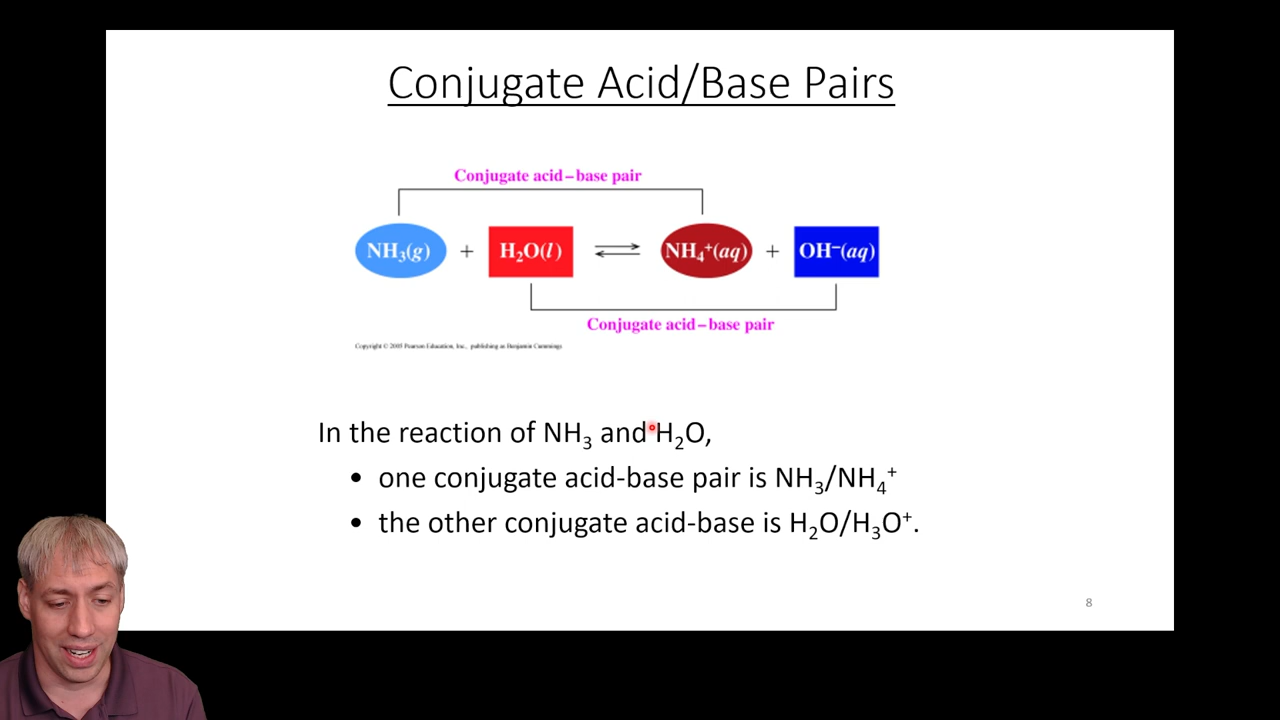 Conjugate Acid/Base Pairs
Conjugate acid–base pair
NH₃(g) + H₂O(l) ⇌ NH₄⁺(aq) + OH⁻(aq)
Conjugate acid–base pair
Copyright © 2005 Pearson Education, Inc., publishing as Benjamin Cummings
In the reaction of NH₃ and H₂O,
• one conjugate acid-base pair is NH₃/NH₄⁺
• the other conjugate acid-base is H₂O/H₃O⁺.
8